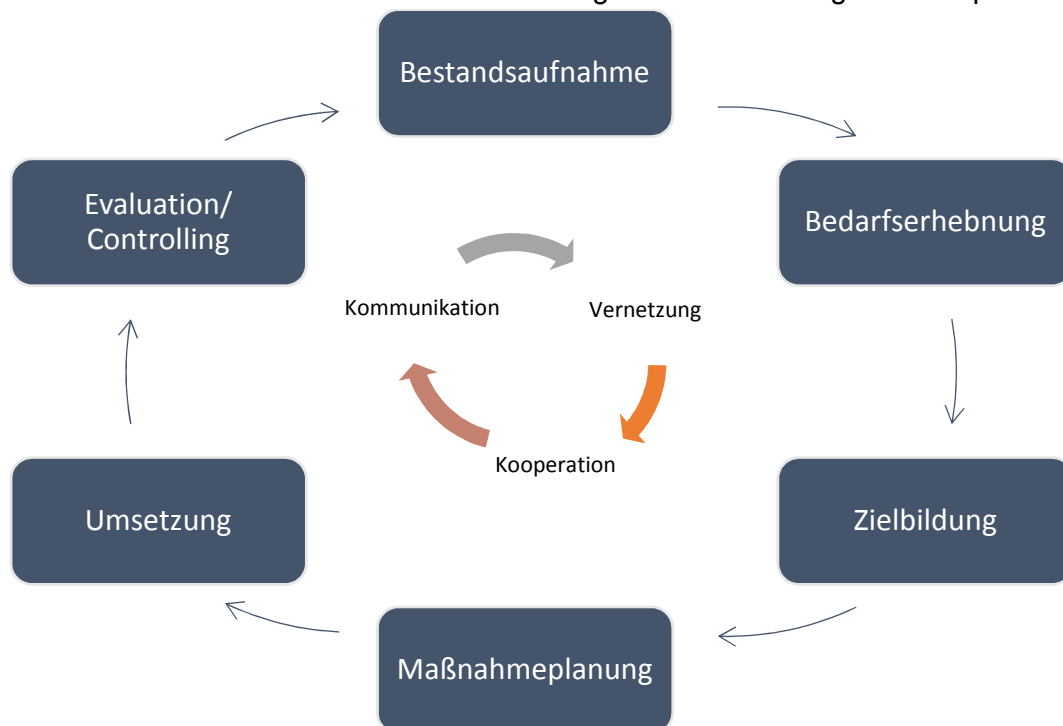 Bestandsaufnahme
Bedarfserhebnung
Evaluation/
Controlling
Kommunikation
Vernetzung
Kooperation
Zielbildung
Umsetzung
Maßnahmeplanung